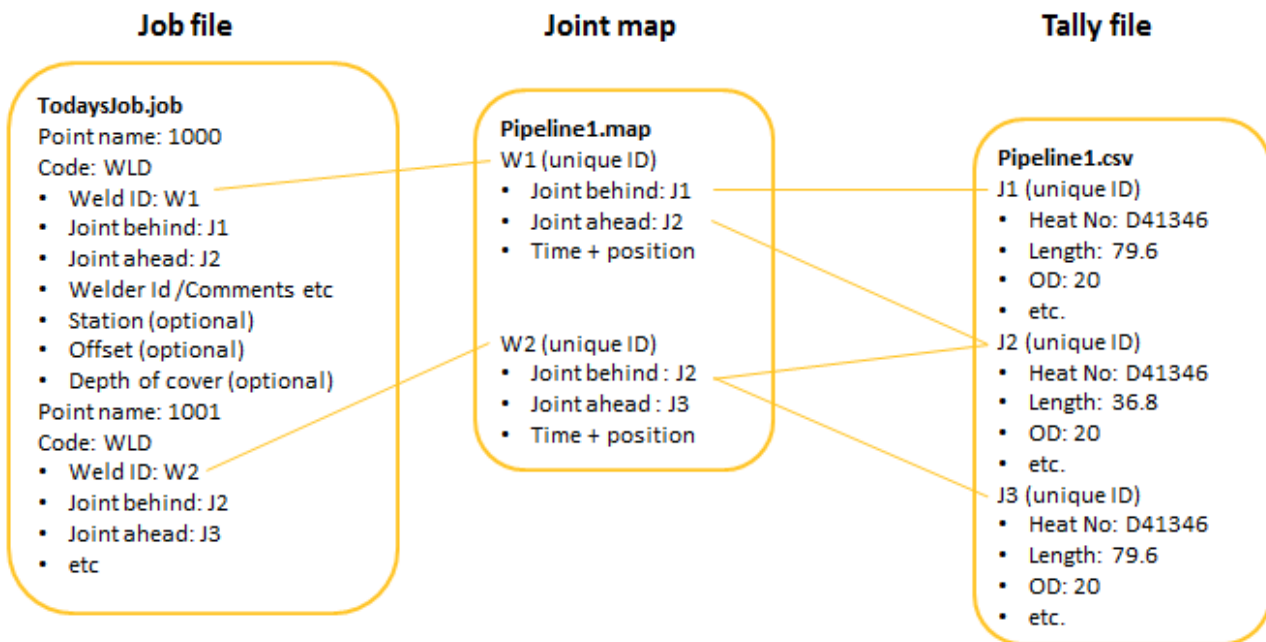 Job file
TodaysJob.job
Point name: 1000
Code: WLD
• Weld ID: W1
• Joint behind: J1
• Joint ahead: J2
• Welder Id /Comments etc
• Station (optional)
• Offset (optional)
• Depth of cover (optional)
Point name: 1001
Code: WLD
• Weld ID: W2
• Joint behind: J2
• Joint ahead: J3
• etc
Joint map
Pipeline1.map
W1 (unique ID)
• Joint behind: J1
• Joint ahead: J2
• Time + position
W2 (unique ID)
• Joint behind : J2
• Joint ahead : J3
• Time + position
Tally file
Pipeline1.csv
J1 (unique ID)
• Heat No: D41346
• Length: 79.6
• OD: 20
• etc.
J2 (unique ID)
• Heat No: D41346
• Length: 36.8
• OD: 20
• etc.
J3 (unique ID)
• Heat No: D41346
• Length: 79.6
• OD: 20
• etc.